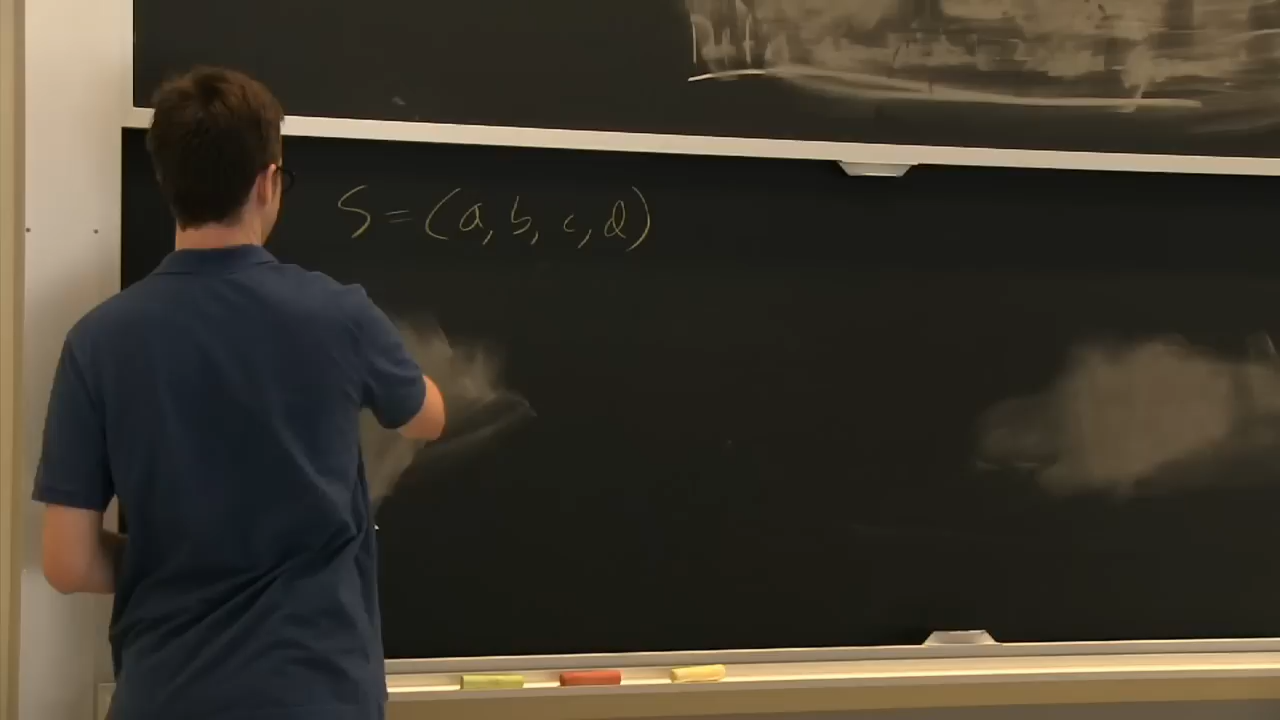 S = (a, b, c, d)